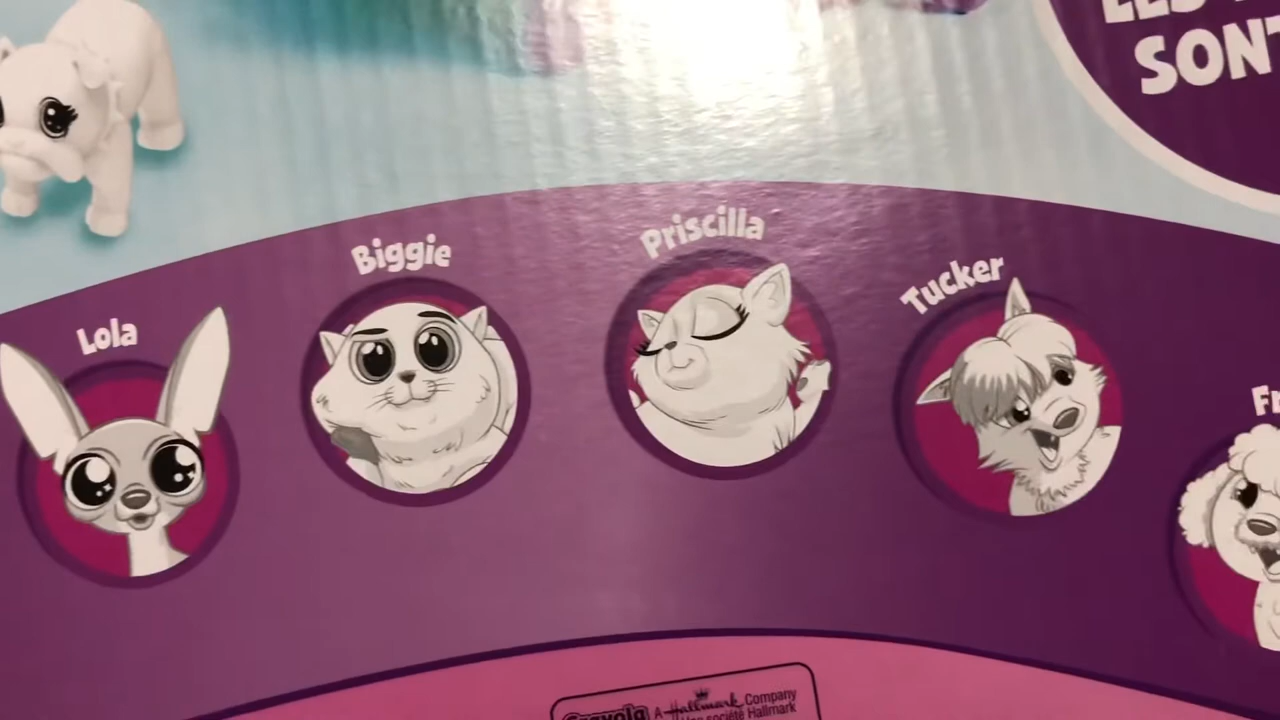 SONT
Biggie
Priscilla
Tucker
Lola
Crayola A Hallmark Company
Une société Hallmark